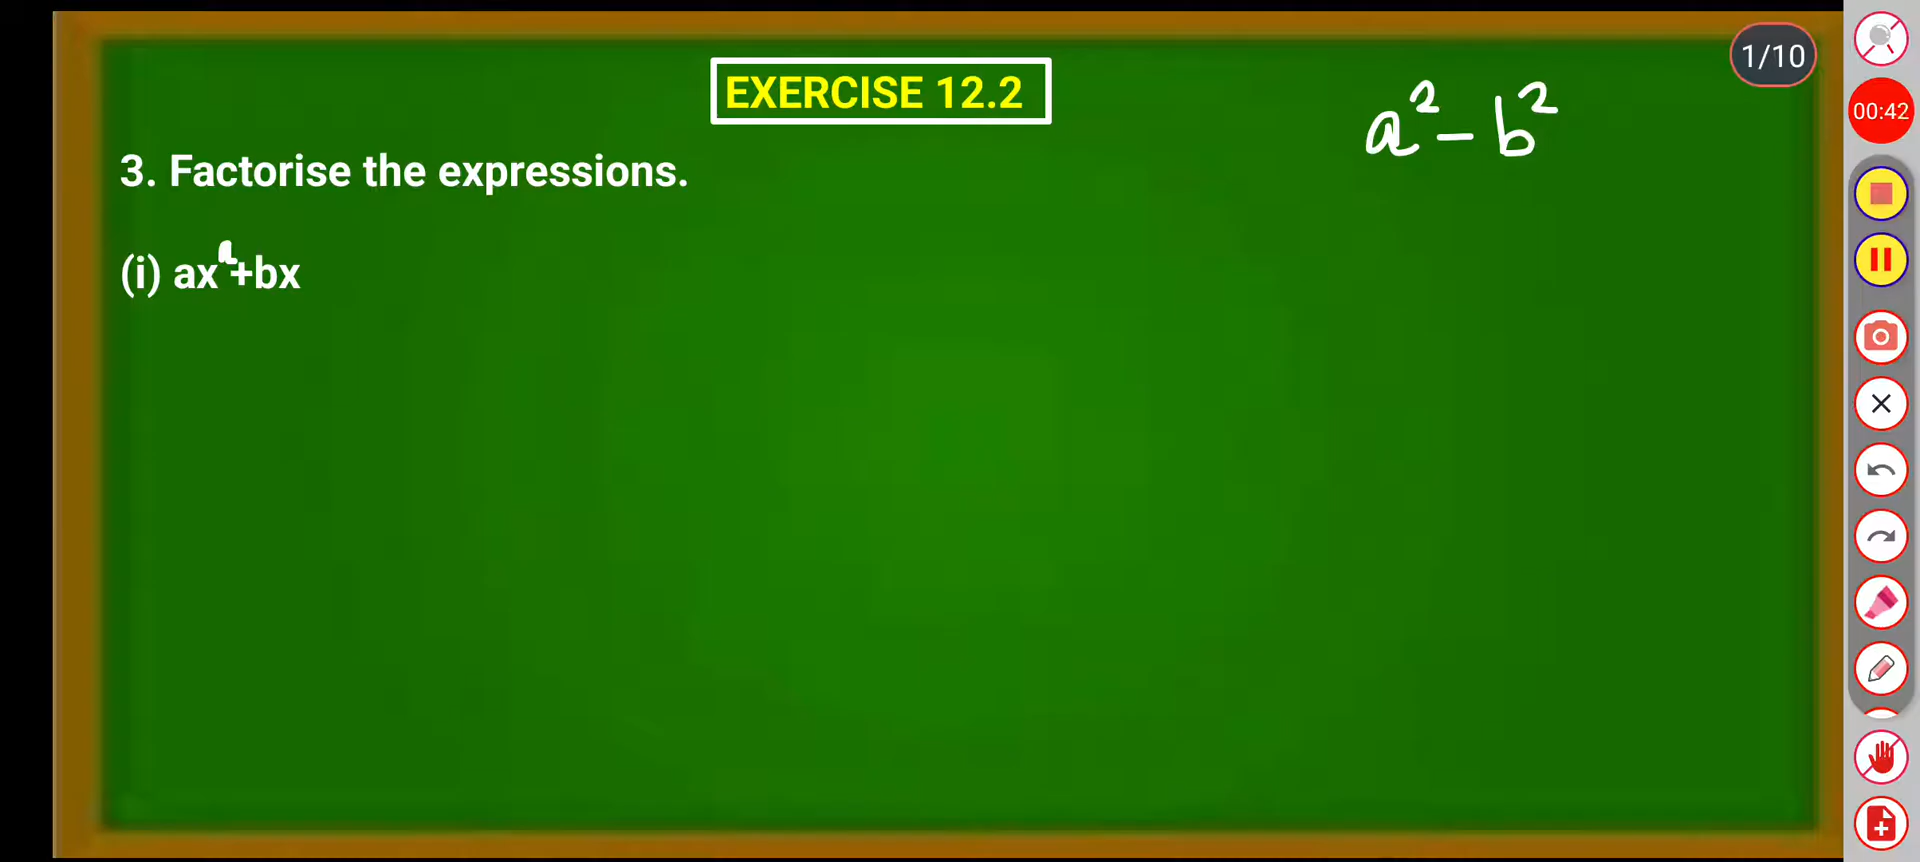 1/10
EXERCISE 12.2
a² - b²
00:42
3. Factorise the expressions.
(i) ax²+bx